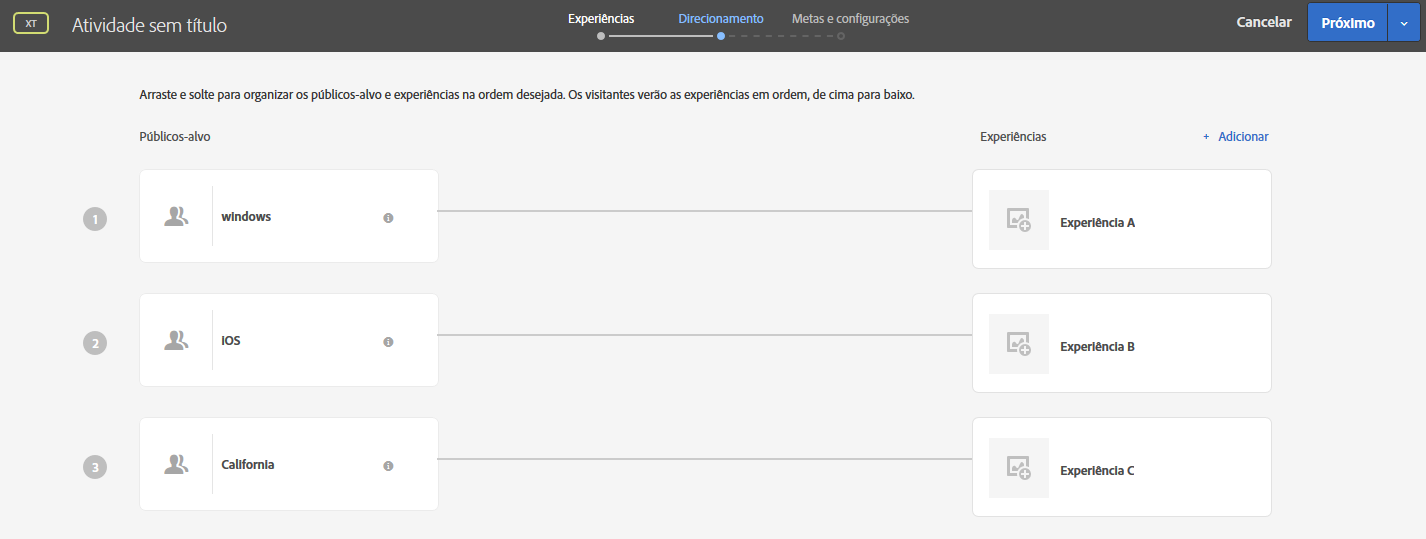 XT
Atividade sem título
Experiências
Direcionamento
Metas e configurações
Cancelar
Próximo
Arraste e solte para organizar os públicos-alvo e experiências na ordem desejada. Os visitantes verão as experiências em ordem, de cima para baixo.
Públicos-alvo
Experiências
+ Adicionar
1
windows
Experiência A
2
IOS
Experiência B
3
California
Experiência C